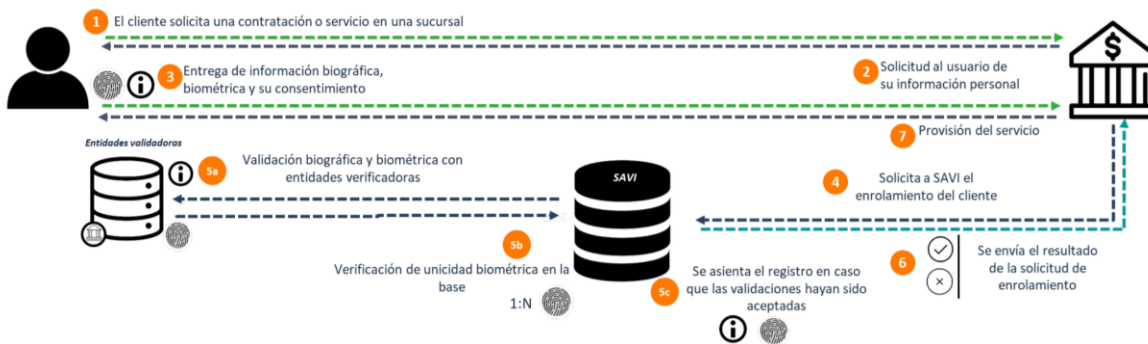 1 El cliente solicita una contratación o servicio en una sucursal
3 Entrega de información biográfica,
biométrica y su consentimiento
2 Solicitud al usuario de
su información personal
7 Provisión del servicio
Entidades validadoras
5a Validación biográfica y biométrica con
entidades verificadoras
SAVI
4 Solicita a SAVI el
enrolamiento del cliente
5b
Verificación de unicidad biométrica en la
base
1:N
5c Se asienta el registro en caso
que las validaciones hayan sido
aceptadas
6 Se envía el resultado
de la solicitud de
enrolamiento